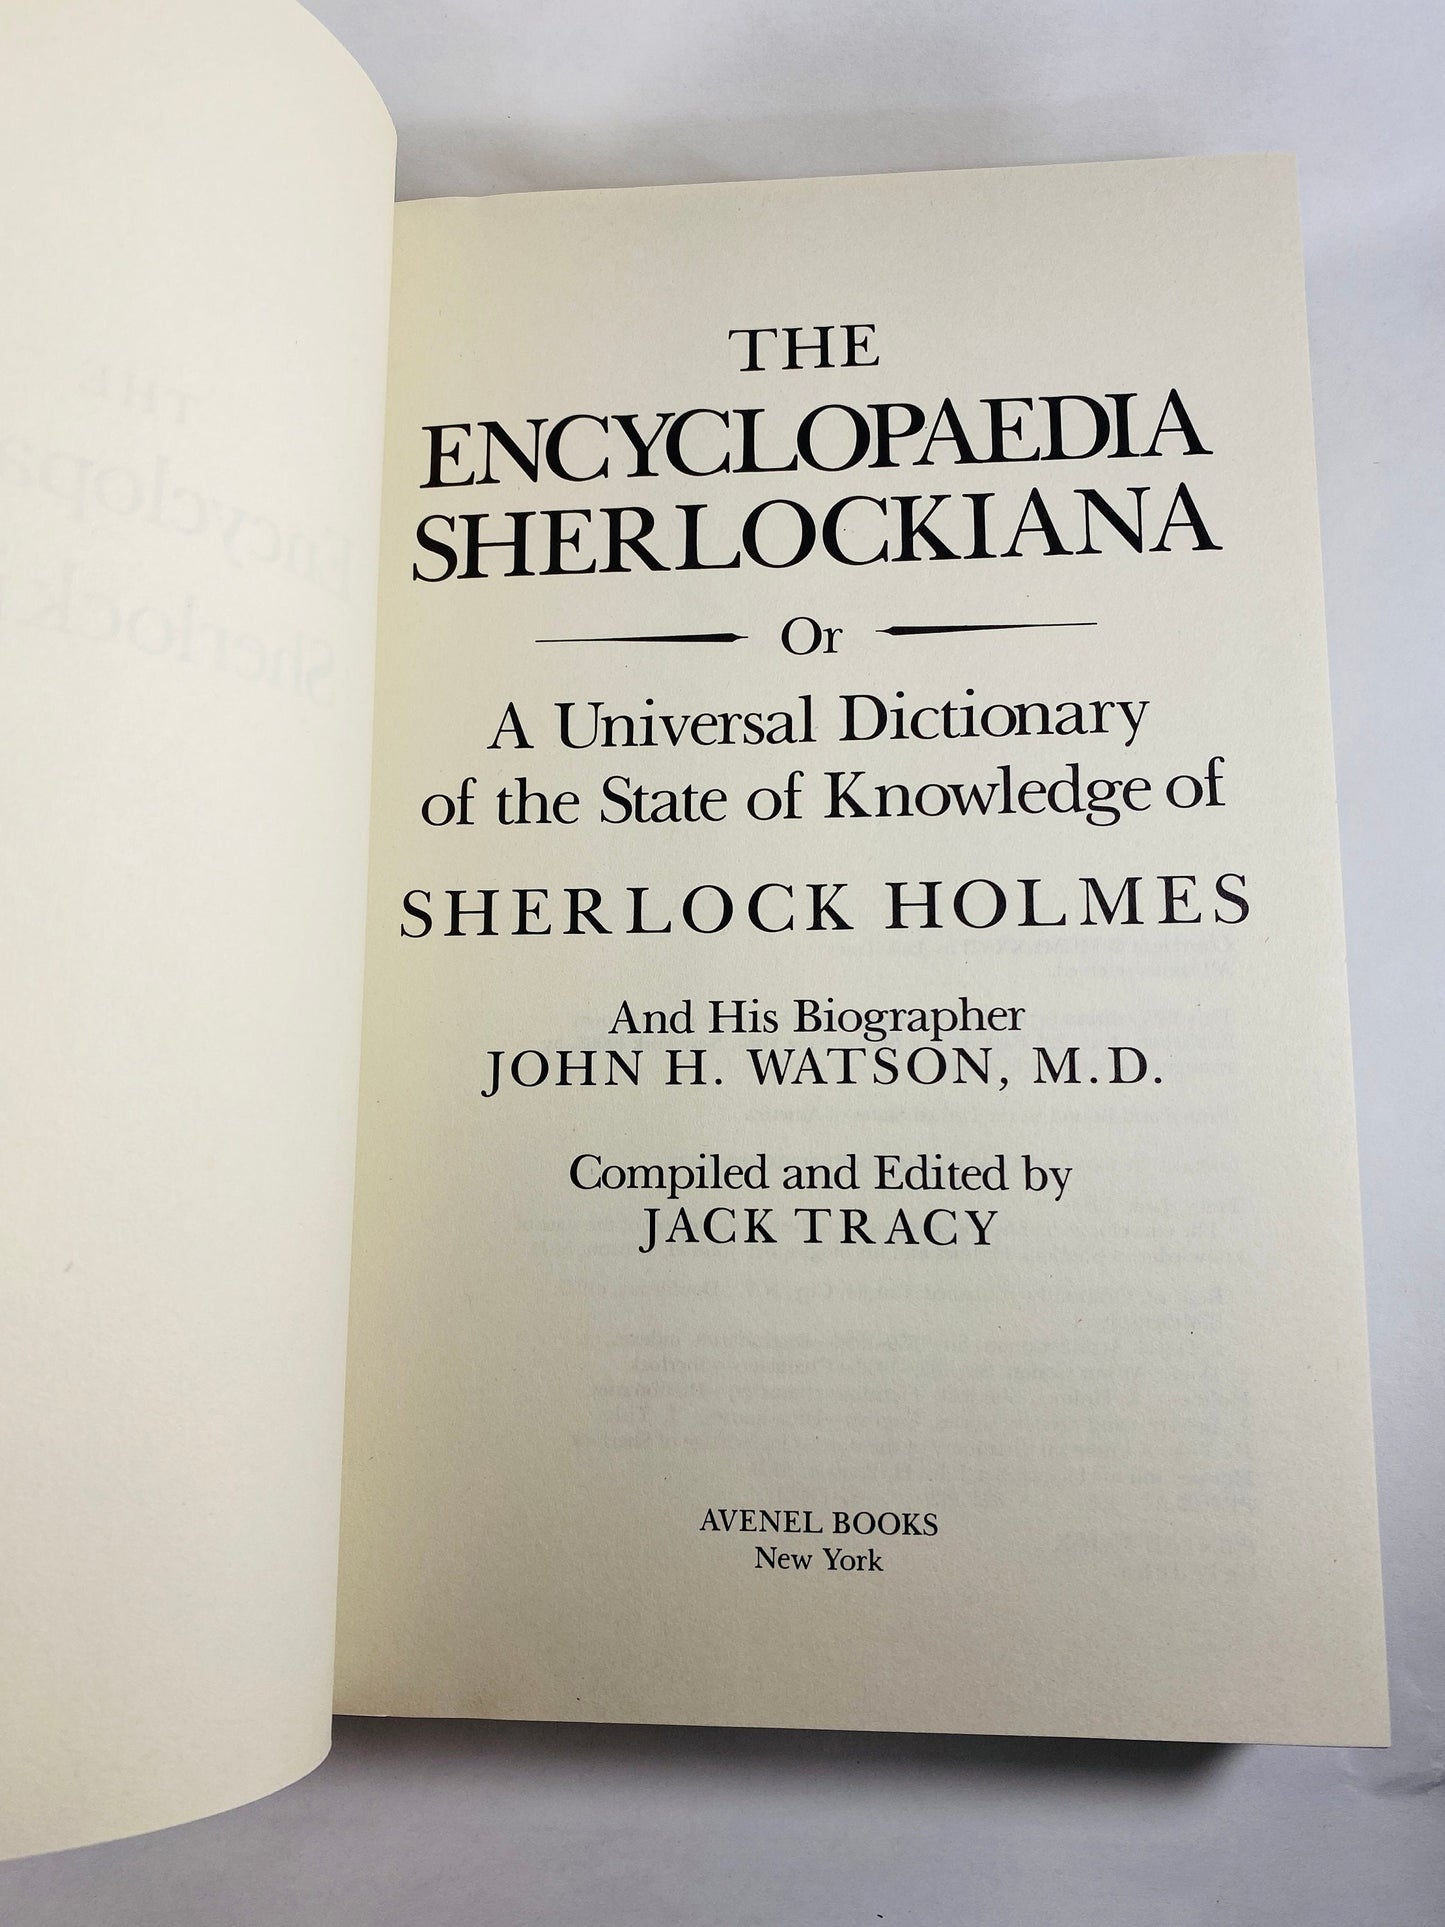 THE
ENCYCLOPAEDIA
SHERLOCKIANA
Or
A Universal Dictionary
of the State of Knowledge of
SHERLOCK HOLMES
And His Biographer
JOHN H. WATSON, M.D.
Compiled and Edited by
JACK TRACY
AVENEL BOOKS
New York